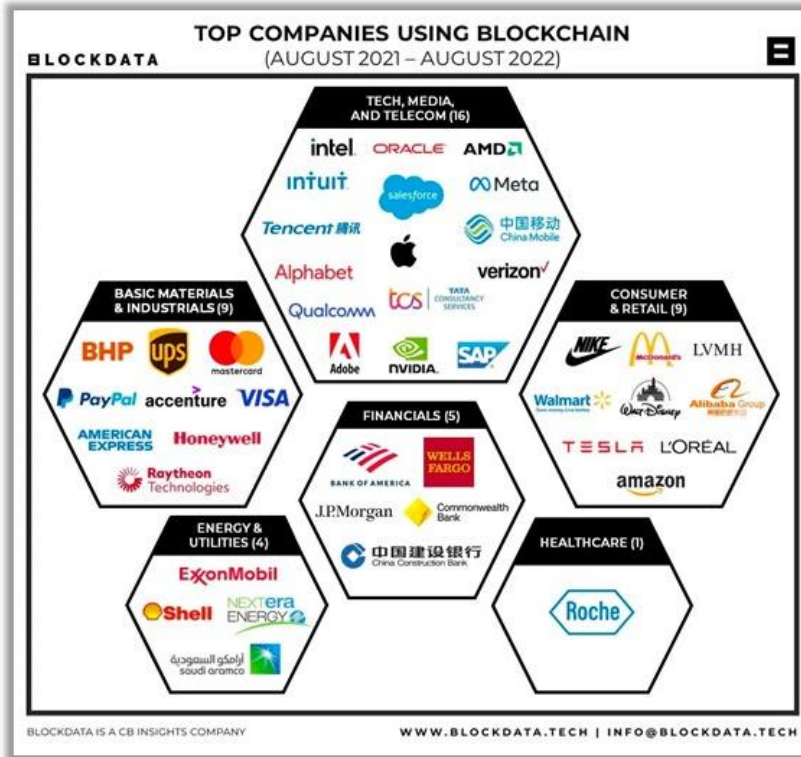 BLOCKDATA
TOP COMPANIES USING BLOCKCHAIN
(AUGUST 2021 – AUGUST 2022)
TECH, MEDIA,
AND TELECOM (16)
intel
ORACLE
AMD
INTUIT
salesforce
Meta
Tencent 腾讯
中国移动
China Mobile
Alphabet
verizon
Qualcomm
tcs
TATA
CONSULTANCY
SERVICES
Adobe
NVIDIA
SAP
BASIC MATERIALS
& INDUSTRIALS (9)
BHP
ups
mastercard
PayPal
accenture
VISA
AMERICAN
EXPRESS
Honeywell
Raytheon
Technologies
CONSUMER
& RETAIL (9)
NIKE
McDonald's
LVMH
Walmart
Save money. Live better.
WALT DISNEY
Alibaba Group
TESLA
L'ORÉAL
amazon
FINANCIALS (5)
BANK OF AMERICA
WELLS
FARGO
J.P.Morgan
Commonwealth
Bank
中国建设银行
China Construction Bank
ENERGY &
UTILITIES (4)
ExxonMobil
Shell
NEXTera
ENERGY
أرامكو السعودية
saudi aramco
HEALTHCARE (1)
Roche
BLOCKDATA IS A CB INSIGHTS COMPANY
WWW.BLOCKDATA.TECH | INFO@BLOCKDATA.TECH